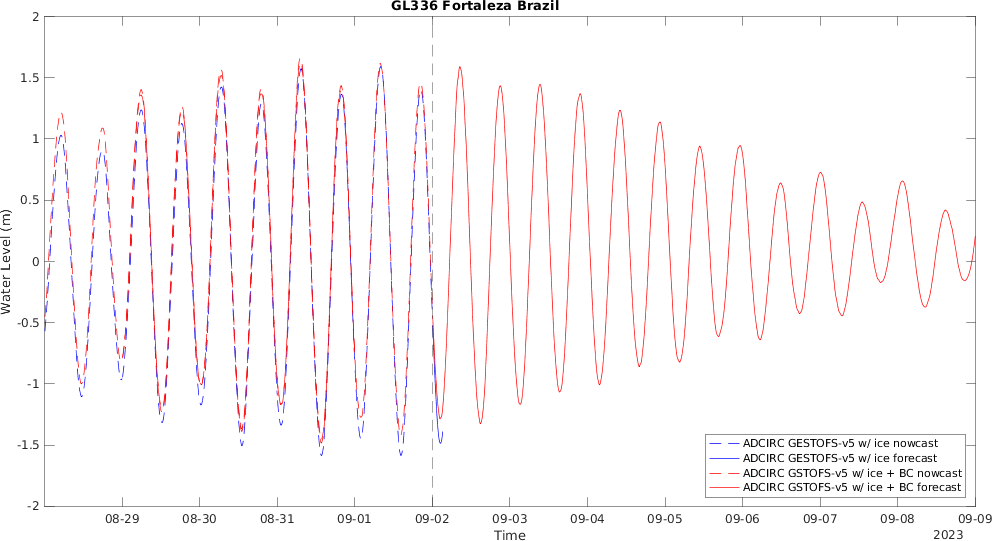 GL336 Fortaleza Brazil
2
1.5
1
0.5
0
-0.5
-1
-1.5
-2
Water Level (m)
ADCIRC GESTOFS-v5 w/ ice nowcast
ADCIRC GESTOFS-v5 w/ ice forecast
ADCIRC GSTOFS-v5 w/ ice + BC nowcast
ADCIRC GSTOFS-v5 w/ ice + BC forecast
08-29 08-30 08-31 09-01 09-02 09-03 09-04 09-05 09-06 09-07 09-08 09-09
Time
2023